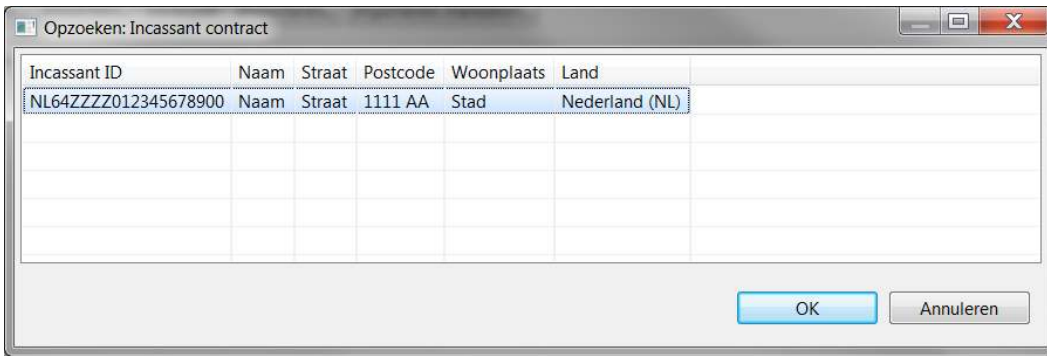 Opzoeken: Incassant contract
Incassant ID Naam Straat Postcode Woonplaats Land
NL64ZZZZ012345678900 Naam Straat 1111 AA Stad Nederland (NL)
OK Annuleren